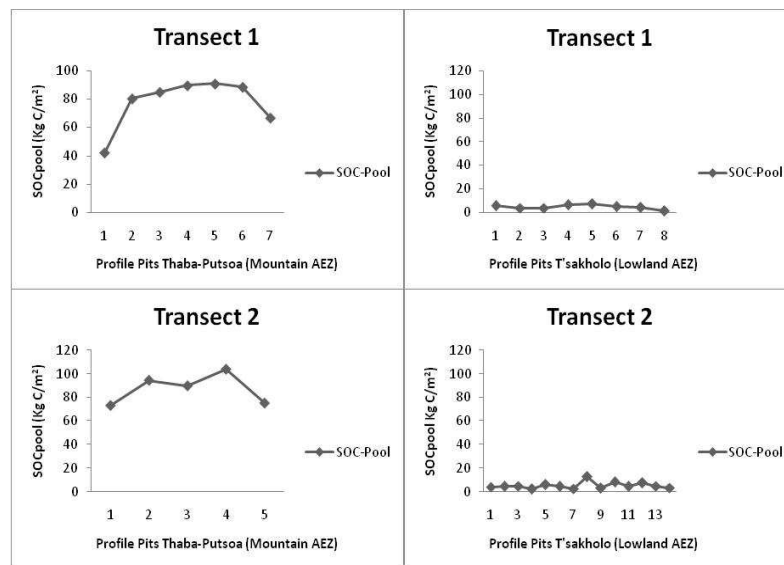 Transect 1
SOCpool (Kg C/m²)
100
80
60
40
20
0
1 2 3 4 5 6 7
SOC-Pool
Profile Pits Thaba-Putsoa (Mountain AEZ)
Transect 1
SOCpool (Kg C/m²)
120
100
80
60
40
20
0
1 2 3 4 5 6 7 8
SOC-Pool
Profile Pits T'sakholo (Lowland AEZ)
Transect 2
SOCpool (Kg C/m²)
120
100
80
60
40
20
0
1 2 3 4 5
SOC-Pool
Profile Pits Thaba-Putsoa (Mountain AEZ)
Transect 2
SOCpool Kg C/m²)
120
100
80
60
40
20
0
1 3 5 7 9 11 13
SOC-Pool
Profile Pits T'sakholo (Lowland AEZ)